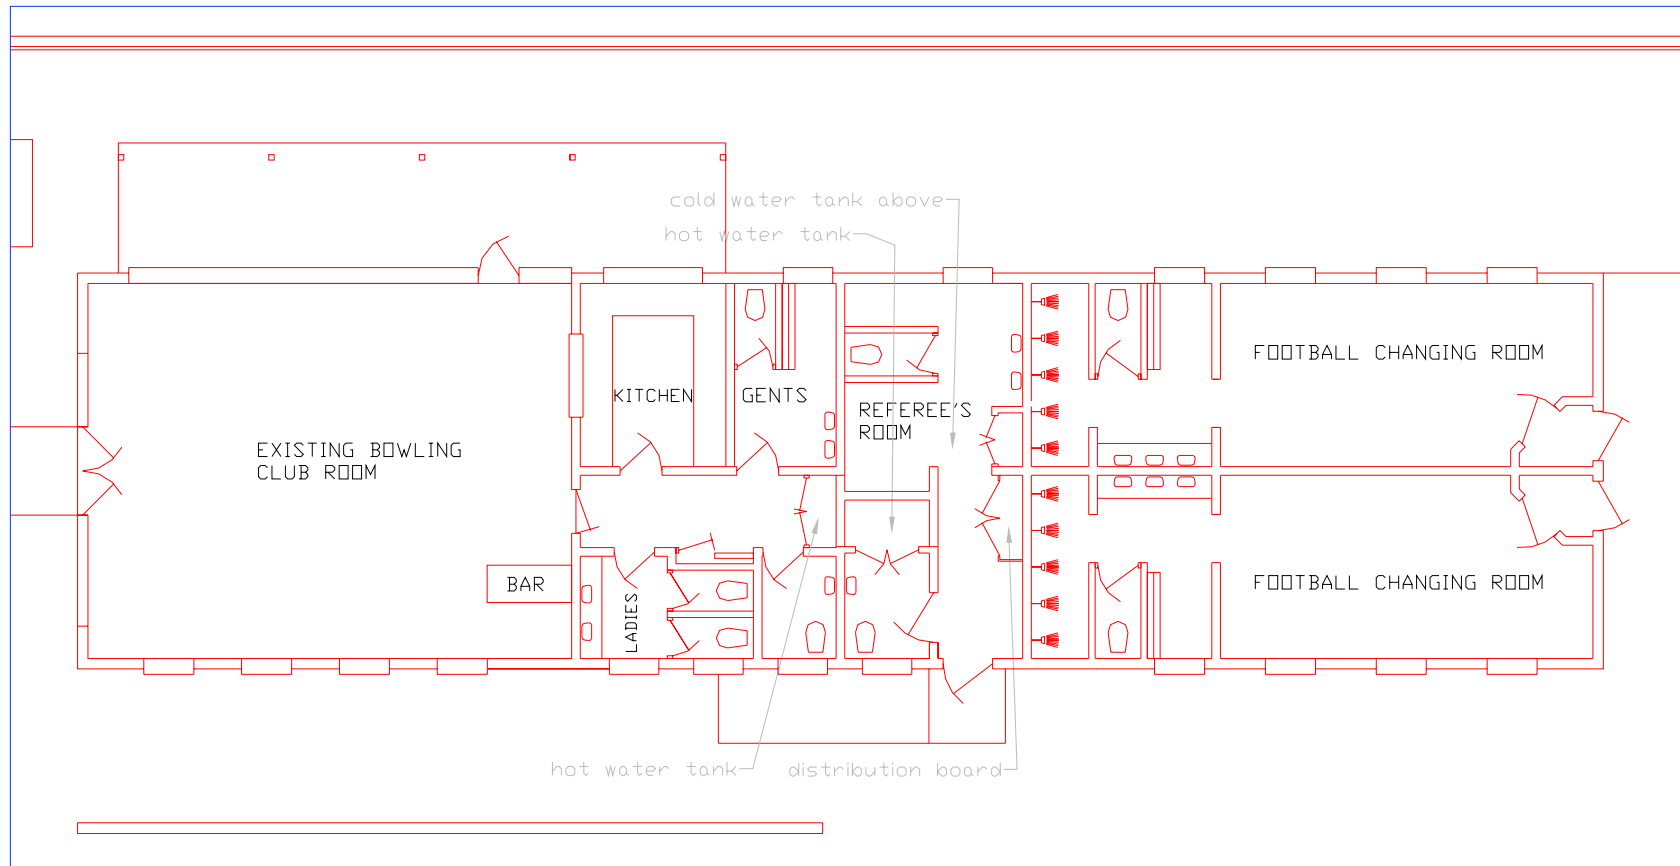 cold water tank above
hot water tank
FOOTBALL CHANGING ROOM
KITCHEN
GENTS
REFEREE'S
ROOM
EXISTING BOWLING
CLUB ROOM
BAR
LADIES
FOOTBALL CHANGING ROOM
hot water tank
distribution board